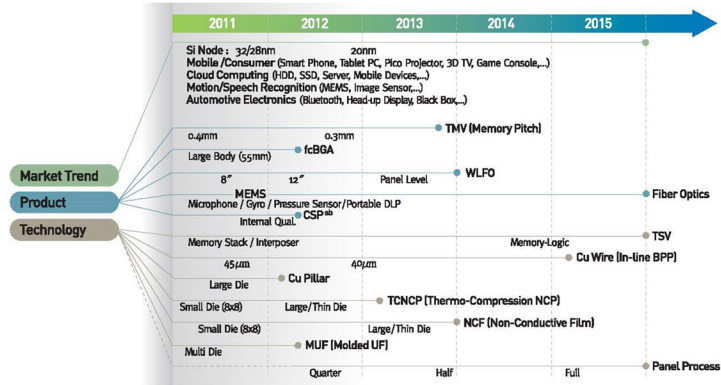 2011 2012 2013 2014 2015
Si Node : 32/28nm 20nm
Mobile /Consumer (Smart Phone, Tablet PC, Pico Projector, 3D TV, Game Console,...)
Cloud Computing (HDD, SSD, Server, Mobile Devices,...)
Motion/Speech Recognition (MEMS, Image Sensor,...)
Automotive Electronics (Bluetooth, Head-up Display, Black Box,...)
TMV (Memory Pitch)
0.4mm 0.3mm
fcBGA
Large Body (55mm)
Market Trend
WLFO
8″ 12″ Panel Level
Product
MEMS
Fiber Optics
Microphone / Gyro / Pressure Sensor/Portable DLP
CSPnb
Internal Qual.
Technology
TSV
Memory Stack / Interposer Memory-Logic
Cu Wire (In-line BPP)
45μm 40μm
Cu Pillar
Large Die
TCNCP (Thermo-Compression NCP)
Small Die (8x8) Large/Thin Die
NCF (Non-Conductive Film)
Small Die (8x8) Large/Thin Die
MUF (Molded UF)
Multi Die
Panel Process
Quarter Half Full